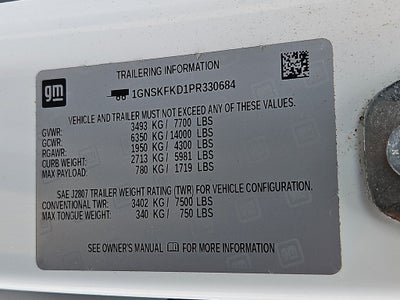 gm
TRAILERING INFORMATION
1GNSKFKD1PR330684
VEHICLE AND TRAILER MUST NOT EXCEED ANY OF THESE VALUES.
GVWR: 3493 KG / 7700 LBS
GCWR: 6350 KG / 14000 LBS
RGAWR: 1950 KG / 4300 LBS
CURB WEIGHT: 2713 KG / 5981 LBS
MAX PAYLOAD: 780 KG / 1719 LBS
SAE J2807 TRAILER WEIGHT RATING (TWR) FOR VEHICLE CONFIGURATION.
CONVENTIONAL TWR: 3402 KG / 7500 LBS
MAX TONGUE WEIGHT: 340 KG / 750 LBS
SEE OWNER'S MANUAL FOR MORE INFORMATION